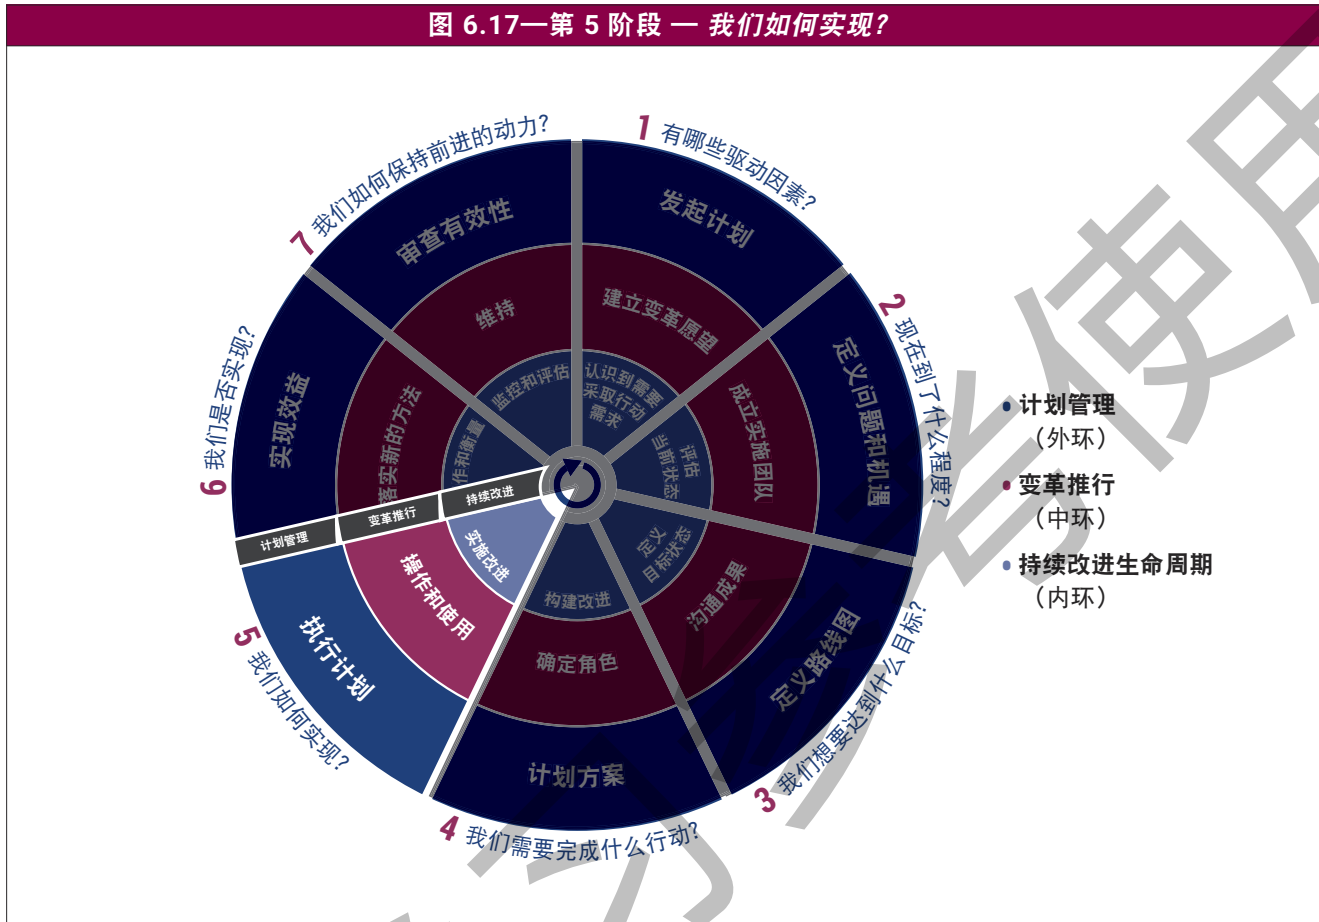 图 6.17—第 5 阶段 — 我们如何实现？
1 有哪些驱动因素？
发起计划
建立变革愿望
认识到需要
采取行动
需求
2 现在到了什么程度？
定义问题和机遇
成立实施团队
评估
当前状态
3 我们想要达到什么目标？
定义路线图
沟通成果
定义
目标状态
4 我们需要完成什么行动？
计划方案
确定角色
构建改进
5 我们如何实现？
执行计划
操作和使用
实施改进
6 我们是否实现？
实现效益
落实新的方法
作和衡量
7 我们如何保持前进的动力？
审查有效性
维持
监控和评估
计划管理
变革推行
持续改进
• 计划管理
（外环）
• 变革推行
（中环）
• 持续改进生命周期
（内环）
使用